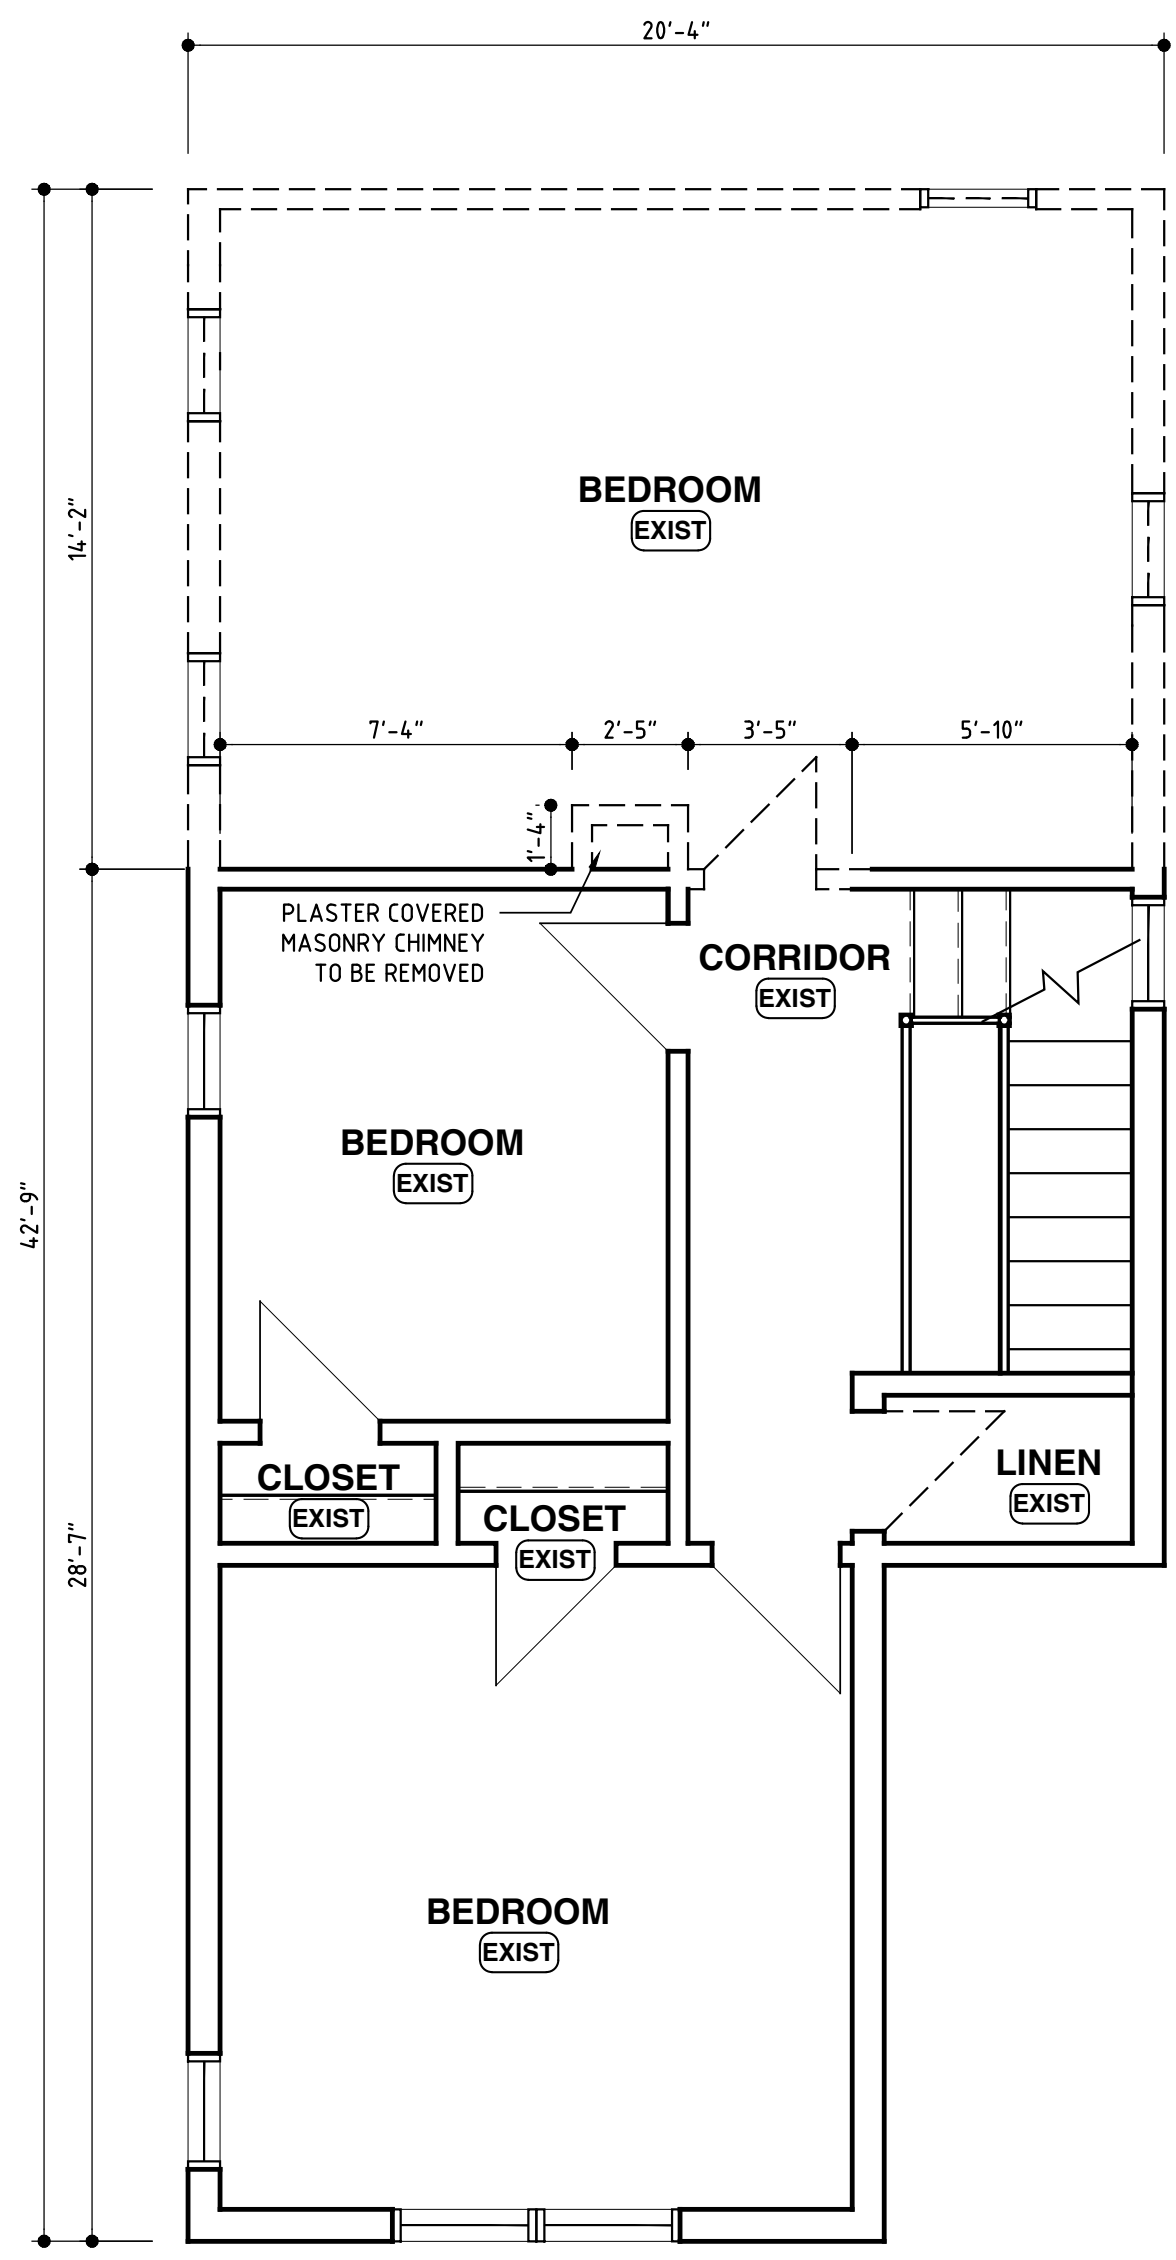 20'-4"
14'-2"
BEDROOM
EXIST
7'-4"
2'-5"
3'-5"
5'-10"
1'-4"
PLASTER COVERED
MASONRY CHIMNEY
TO BE REMOVED
CORRIDOR
EXIST
BEDROOM
EXIST
42'-9"
CLOSET
EXIST
CLOSET
EXIST
LINEN
EXIST
28'-7"
BEDROOM
EXIST